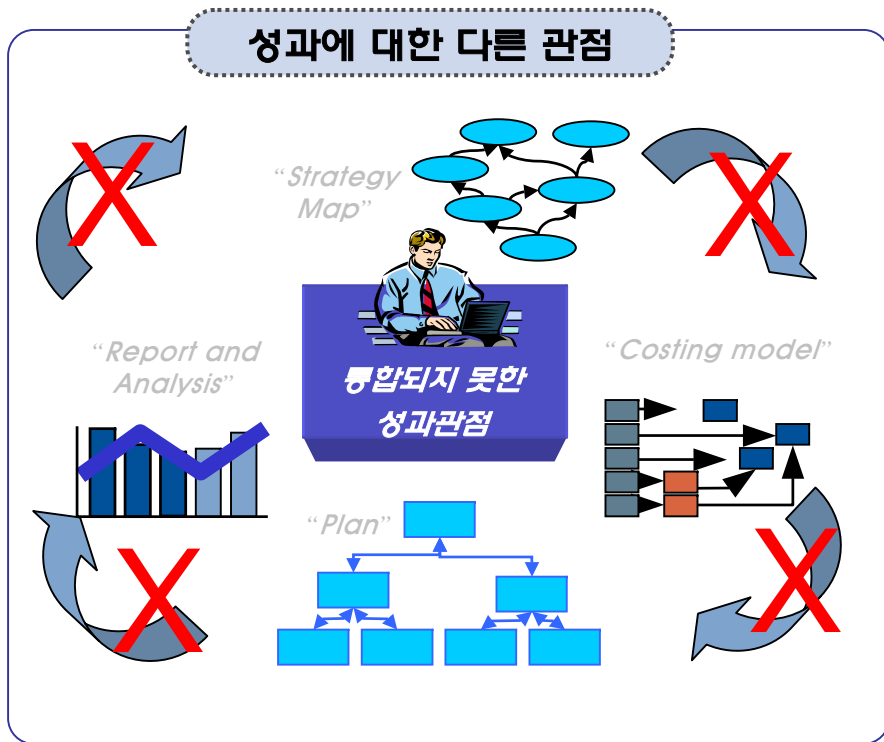 성과에 대한 다른 관점
“Strategy
Map”
“Report and
Analysis”
“Costing model”
통합되지 못한
성과관점
“Plan”